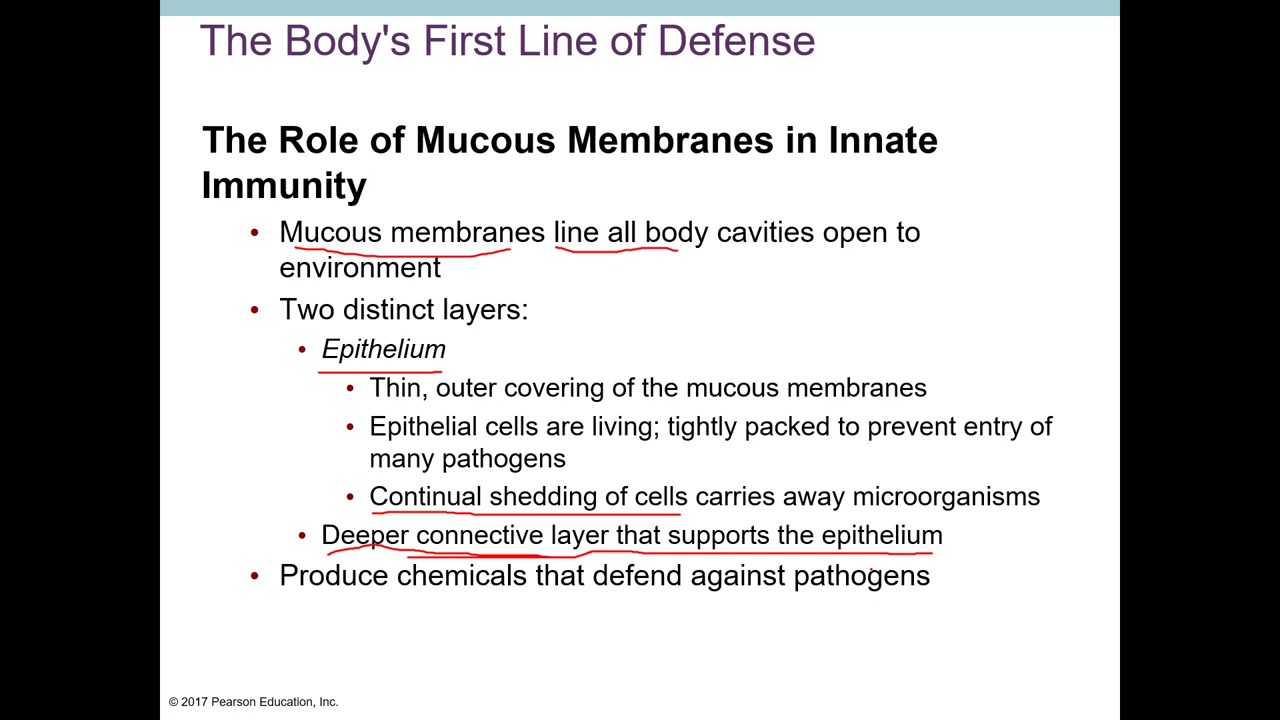 The Body's First Line of Defense
The Role of Mucous Membranes in Innate
Immunity
• Mucous membranes line all body cavities open to
environment
• Two distinct layers:
• Epithelium
• Thin, outer covering of the mucous membranes
• Epithelial cells are living; tightly packed to prevent entry of
many pathogens
• Continual shedding of cells carries away microorganisms
• Deeper connective layer that supports the epithelium
• Produce chemicals that defend against pathogens
© 2017 Pearson Education, Inc.